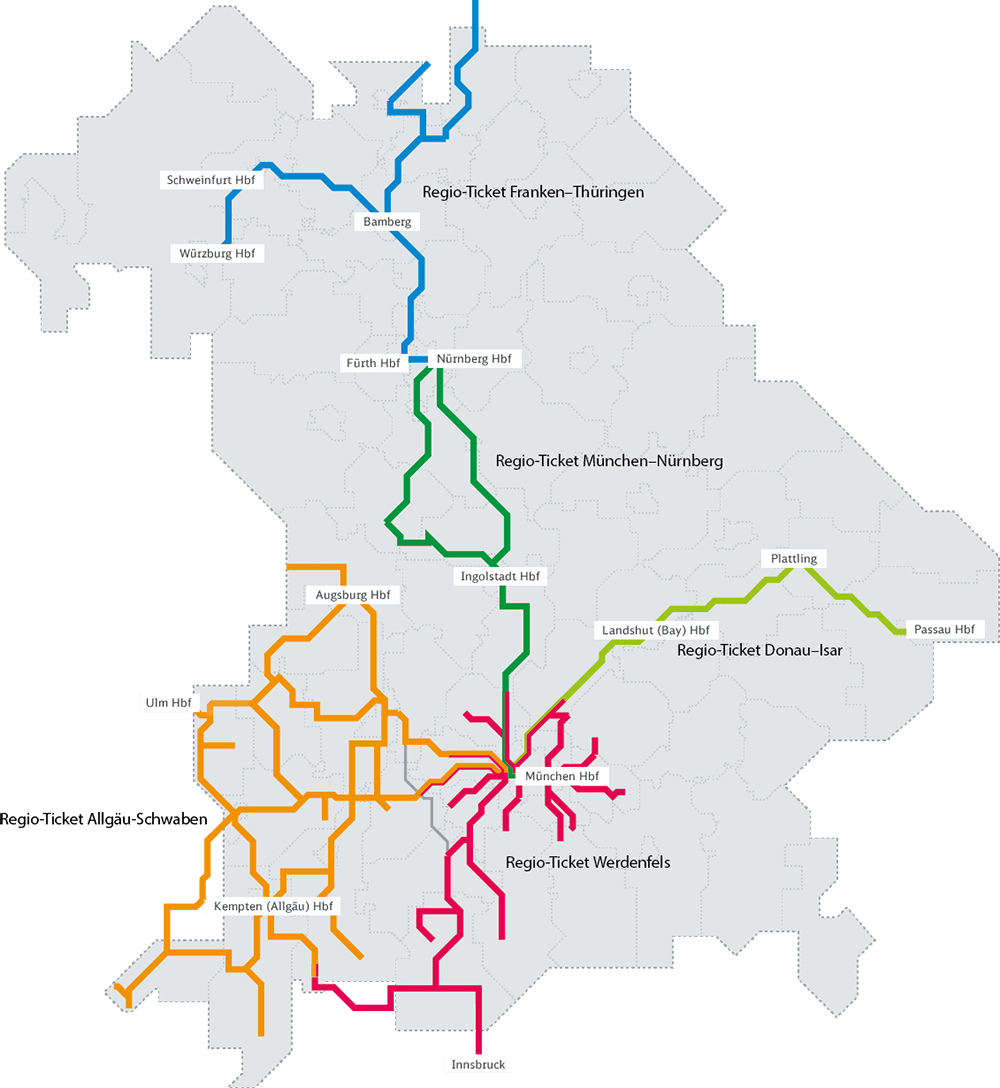 Schweinfurt Hbf
Regio-Ticket Franken–Thüringen
Bamberg
Würzburg Hbf
Fürth Hbf
Nürnberg Hbf
Regio-Ticket München–Nürnberg
Plattling
Ingolstadt Hbf
Augsburg Hbf
Landshut (Bay) Hbf
Passau Hbf
Regio-Ticket Donau–Isar
Ulm Hbf
München Hbf
Regio-Ticket Allgäu-Schwaben
Regio-Ticket Werdenfels
Kempten (Allgäu) Hbf
Innsbruck